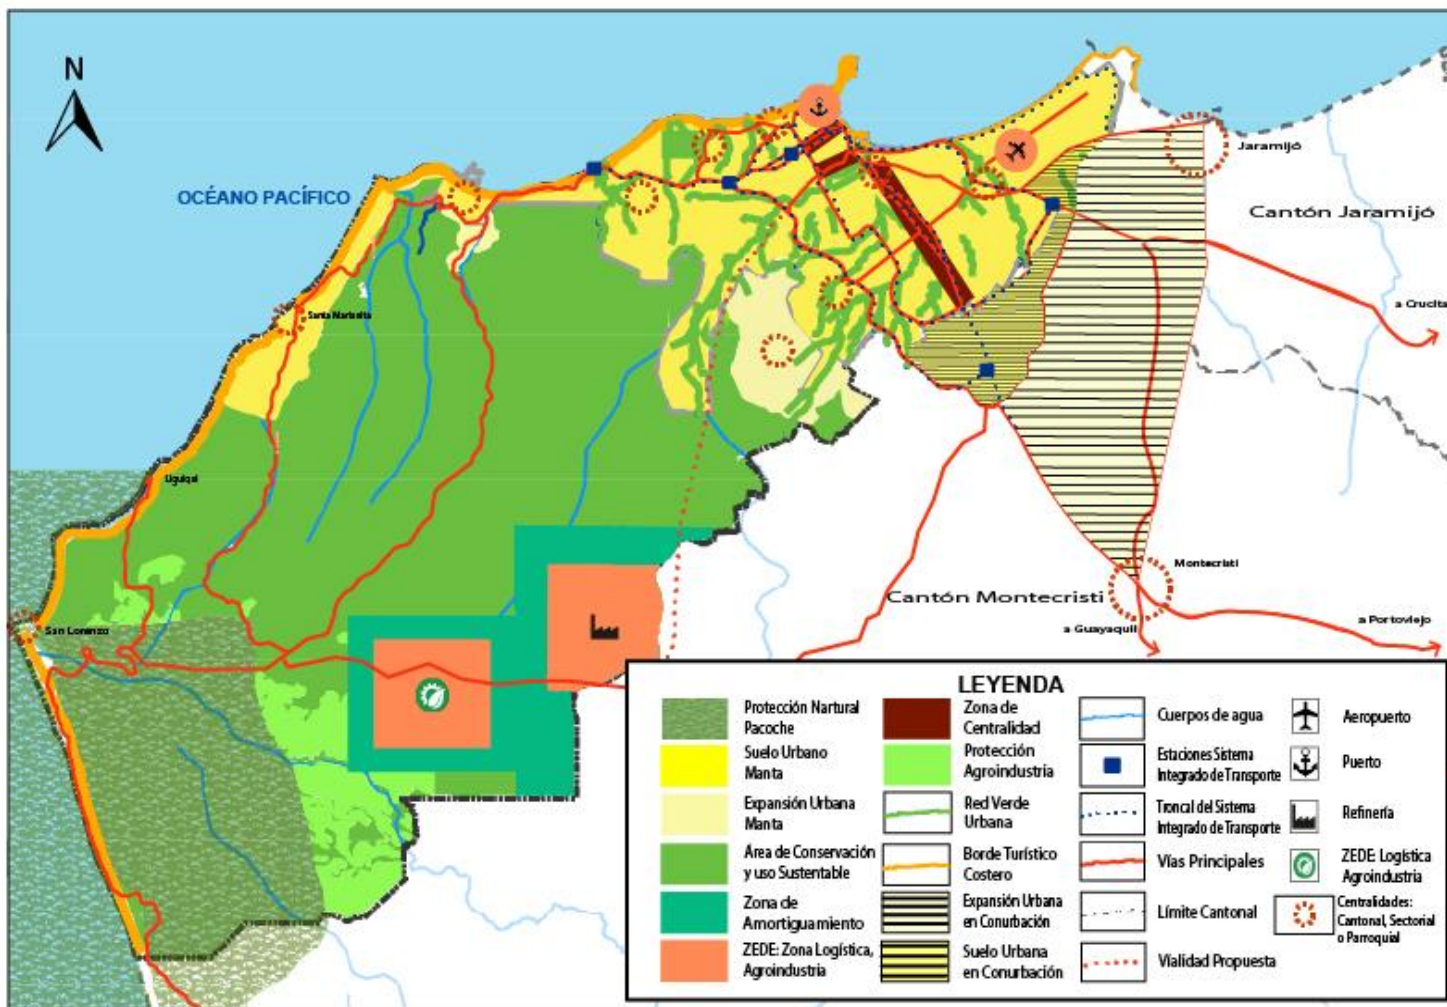 N
OCÉANO PACÍFICO
Jaramijó
Cantón Jaramijó
a Crucita
Santa Marianita
Liguiqui
San Lorenzo
Cantón Montecristi
Montecristi
a Guayaquil
a Portoviejo
LEYENDA
Protección Nartural
Pacoche
Suelo Urbano
Manta
Expansión Urbana
Manta
Area de Conservación
y uso Sustentable
Zona de
Amortiguamiento
ZEDE: Zona Logística,
Agroindustria
Zona de
Centralidad
Protección
Agroindustria
Red Verde
Urbana
Borde Turístico
Costero
Expansión Urbana
en Conurbación
Suelo Urbana
en Conurbación
Cuerpos de agua
Estaciones Sistema
Integrado de Transporte
Troncal del Sistema
Integrado de Transporte
Vías Principales
Límite Cantonal
Vialidad Propuesta
Aeropuerto
Puerto
Refinería
ZEDE: Logística
Agroindustria
Centralidades:
Cantonal, Sectorial
o Parroquial